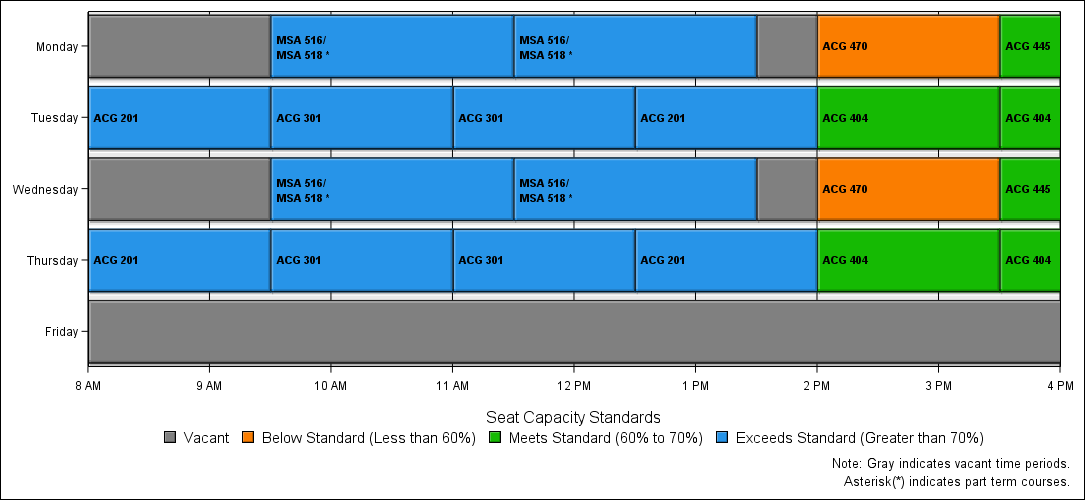 Monday
MSA 516/
MSA 518 *
MSA 516/
MSA 518 *
ACG 470
ACG 445
Tuesday
ACG 201
ACG 301
ACG 301
ACG 201
ACG 404
ACG 404
Wednesday
MSA 516/
MSA 518 *
MSA 516/
MSA 518 *
ACG 470
ACG 445
Thursday
ACG 201
ACG 301
ACG 301
ACG 201
ACG 404
ACG 404
Friday
8 AM 9 AM 10 AM 11 AM 12 PM 1 PM 2 PM 3 PM 4 PM
Seat Capacity Standards
Vacant Below Standard (Less than 60%) Meets Standard (60% to 70%) Exceeds Standard (Greater than 70%)
Note: Gray indicates vacant time periods.
Asterisk(*) indicates part term courses.